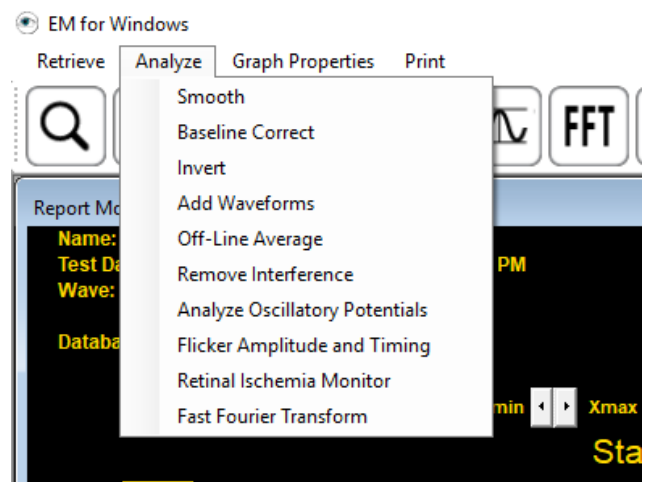 EM for Windows
Retrieve Analyze Graph Properties Print
Smooth
Baseline Correct
Invert
Add Waveforms
Off-Line Average
Remove Interference
Analyze Oscillatory Potentials
Flicker Amplitude and Timing
Retinal Ischemia Monitor
Fast Fourier Transform
FFT
Report Mo
Name:
Test Da PM
Wave:
Databa
min Xmax
Sta